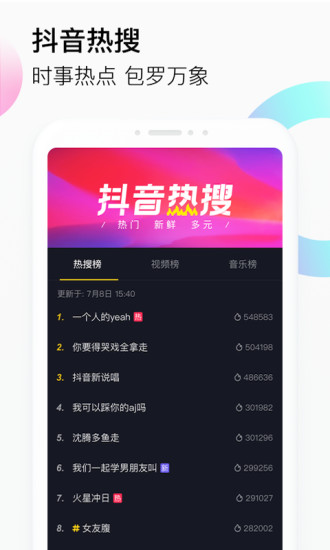 抖音热搜
时事热点 包罗万象
抖音热搜
/ 热门 新鲜 多元 /
热搜榜 视频榜 音乐榜
更新于: 7月8日 15:40
1. 一个人的yeah 热 548583
2. 你要得哭戏全拿走 504198
3. 抖音新说唱 486636
4. 我可以踩你的aj吗 301982
5. 沈腾多鱼走 300296
6. 我们一起学男朋友叫 新 299256
7. 火星冲日 热 291027
8. #女友腹 282002